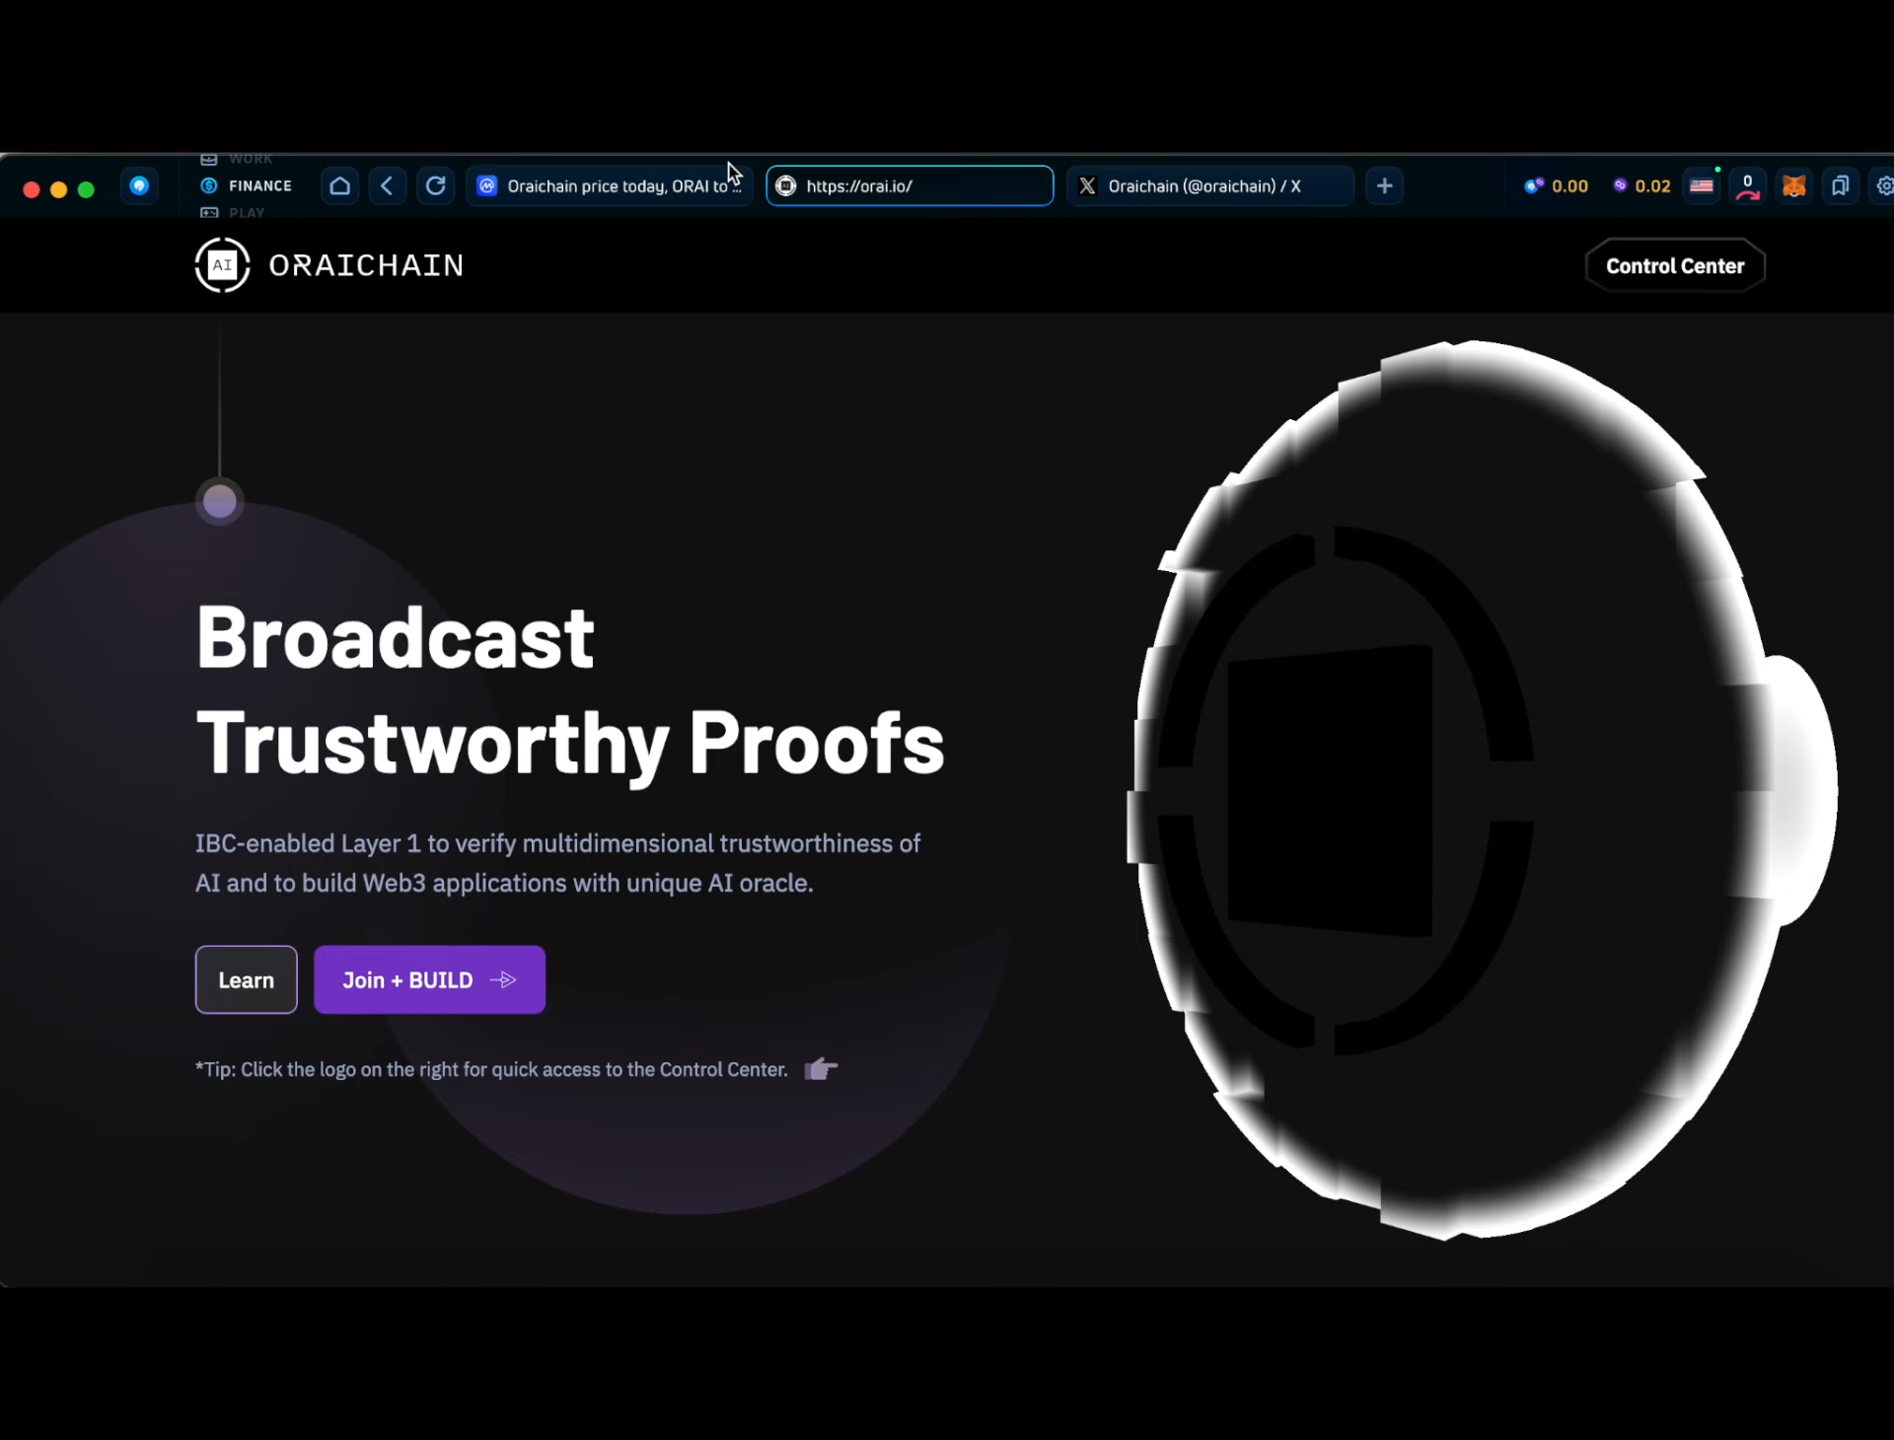 WORK
FINANCE
PLAY
Oraichain price today, ORAI to ...
https://orai.io/
Oraichain (@oraichain) / X
0.00
0.02
0
AI
ORAICHAIN
Control Center
Broadcast
Trustworthy Proofs
IBC-enabled Layer 1 to verify multidimensional trustworthiness of
AI and to build Web3 applications with unique AI oracle.
Learn
Join + BUILD
*Tip: Click the logo on the right for quick access to the Control Center.